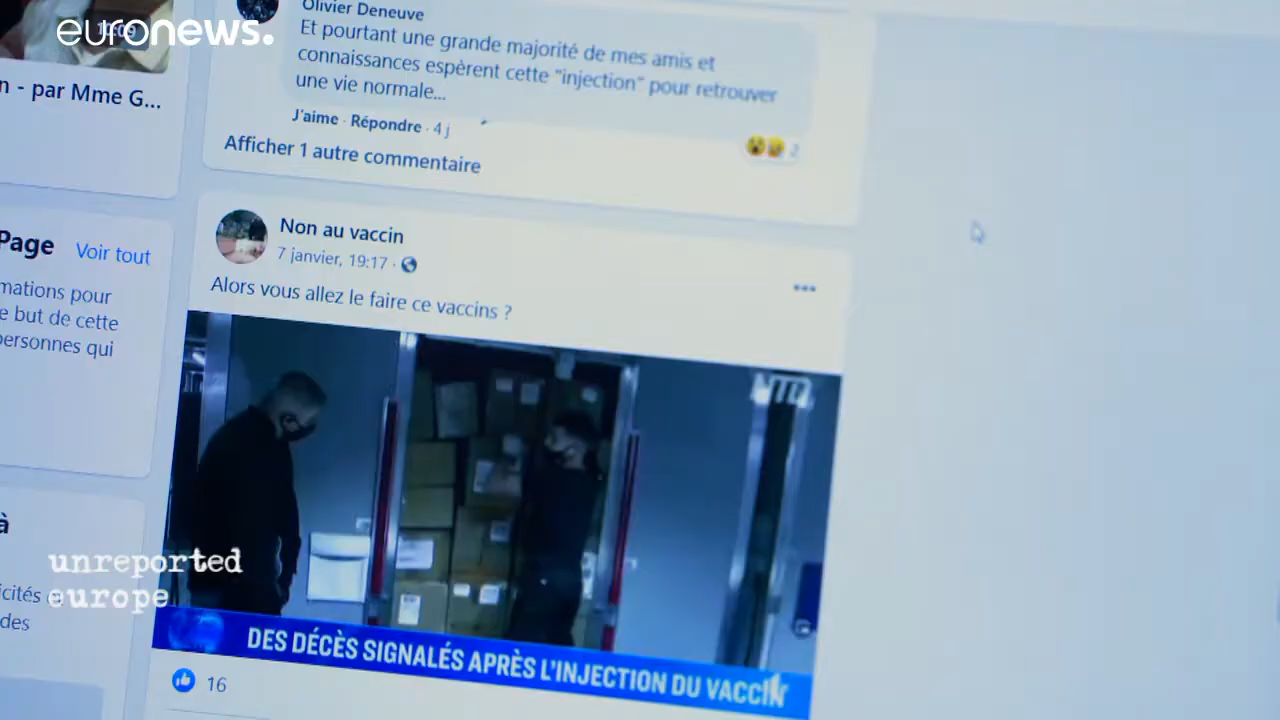 euronews.
Olivier Deneuve
Et pourtant une grande majorité de mes amis et
connaissances espèrent cette "injection" pour retrouver
une vie normale...
J'aime · Répondre · 4 j
2
Afficher 1 autre commentaire
n - par Mme G...
Page Voir tout
mations pour
e but de cette
personnes qui
à
icités
des
Non au vaccin
7 janvier, 19:17 ·
Alors vous allez le faire ce vaccins ?
NTD
DES DÉCÈS SIGNALÉS APRÈS L'INJECTION DU VACCIN
16
unreported
europe